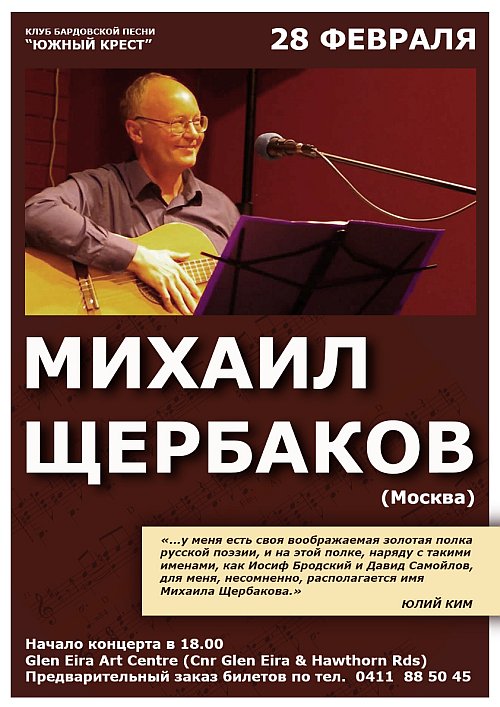 КЛУБ БАРДОВСКОЙ ПЕСНИ
"ЮЖНЫЙ КРЕСТ"
28 ФЕВРАЛЯ
МИХАИЛ
ЩЕРБАКОВ
(Москва)
«...у меня есть своя воображаемая золотая полка
русской поэзии, и на этой полке, наряду с такими
именами, как Иосиф Бродский и Давид Самойлов,
для меня, несомненно, располагается имя
Михаила Щербакова.»
ЮЛИЙ КИМ
Начало концерта в 18.00
Glen Eira Art Centre (Cnr Glen Eira & Hawthorn Rds)
Предварительный заказ билетов по тел. 0411 88 50 45